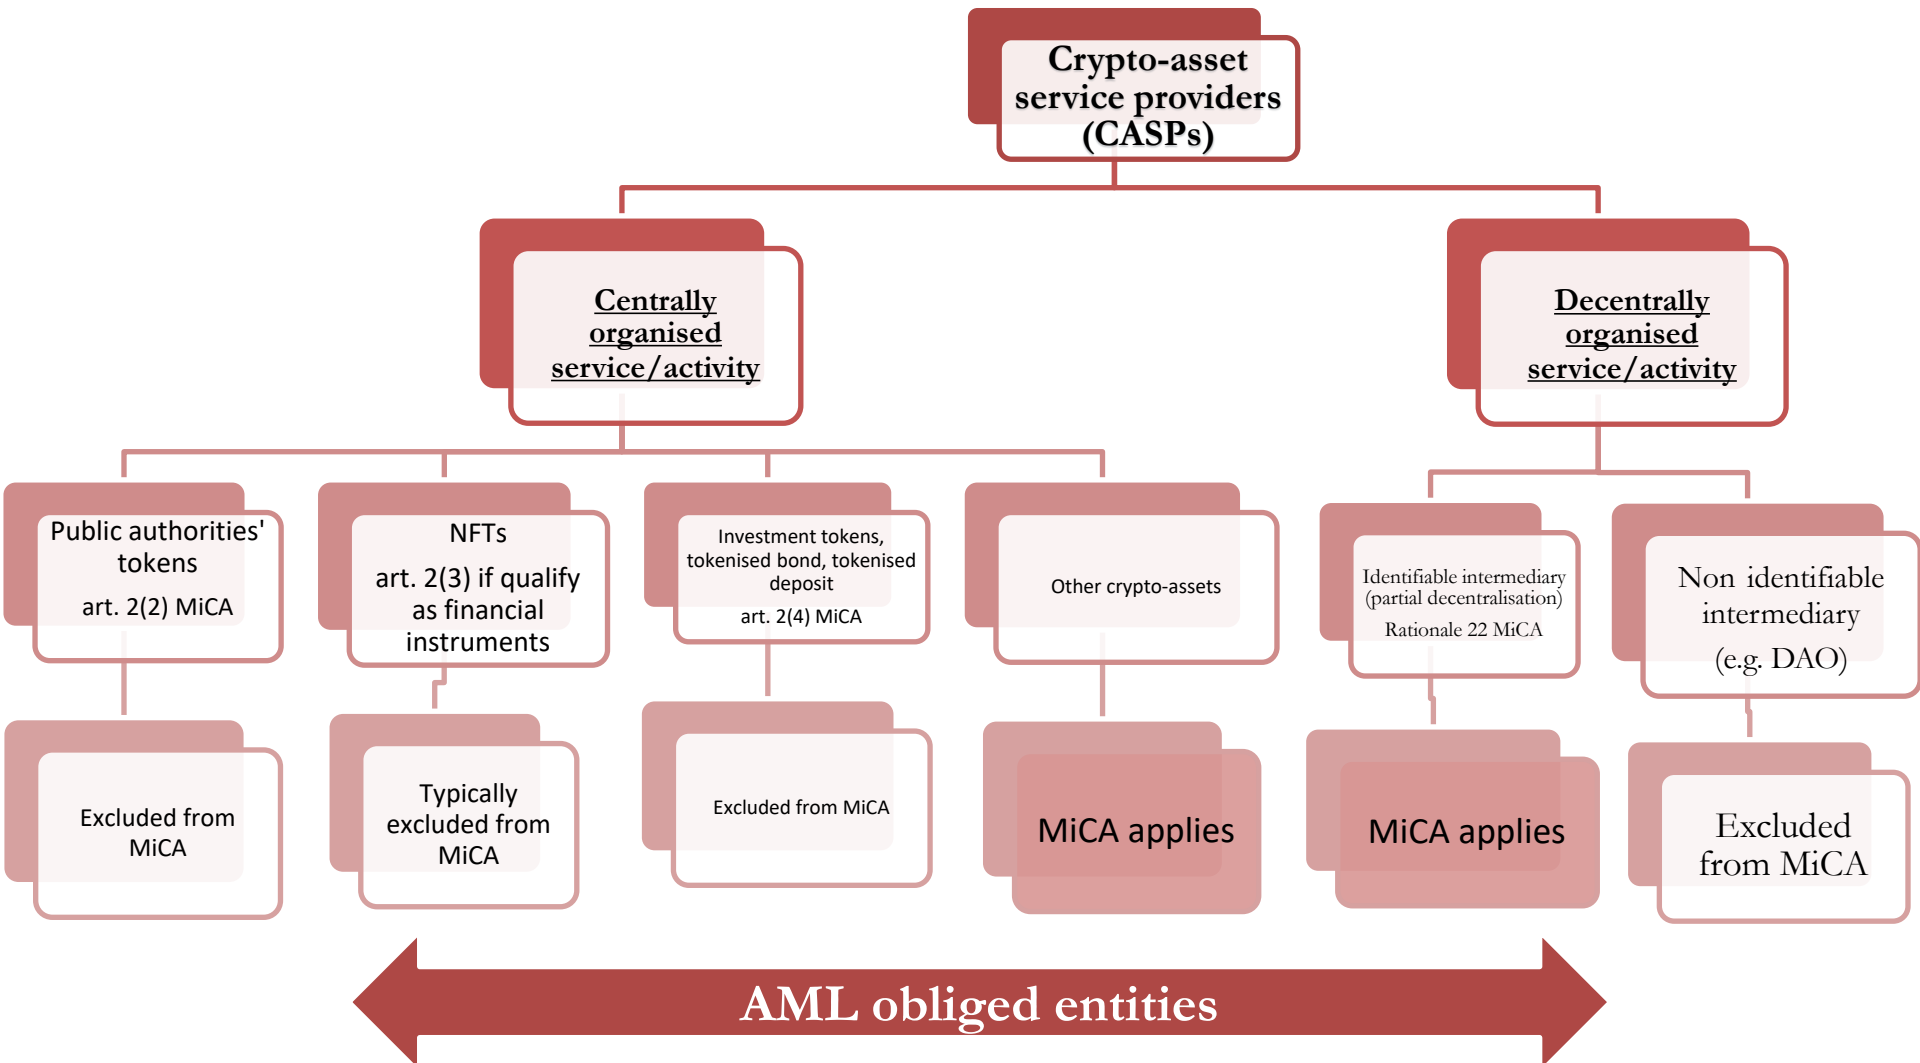 Crypto-asset
service providers
(CASPs)
Centrally
organised
service/activity
Decentrally
organised
service/activity
Public authorities'
tokens
art. 2(2) MiCA
NFTs
art. 2(3) if qualify
as financial
instruments
Investment tokens,
tokenised bond, tokenised
deposit
art. 2(4) MiCA
Other crypto-assets
Identifiable intermediary
(partial decentralisation)
Rationale 22 MiCA
Non identifiable
intermediary
(e.g. DAO)
Excluded from
MiCA
Typically
excluded from
MiCA
Excluded from MiCA
MiCA applies
MiCA applies
Excluded
from MiCA
AML obliged entities